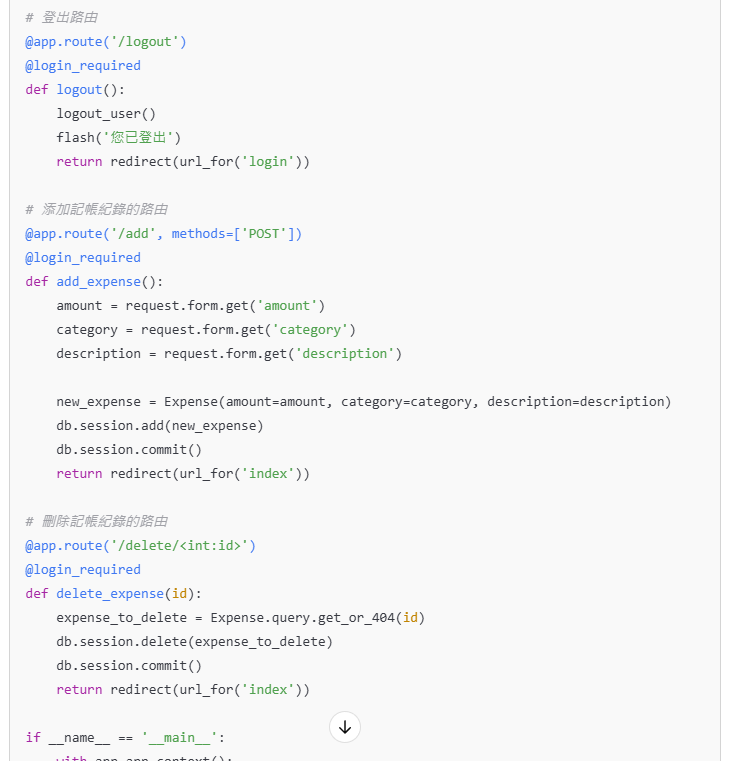 # 登出路由
@app.route('/logout')
@login_required
def logout():
    logout_user()
    flash('您已登出')
    return redirect(url_for('login'))
# 添加記帳紀錄的路由
@app.route('/add', methods=['POST'])
@login_required
def add_expense():
    amount = request.form.get('amount')
    category = request.form.get('category')
    description = request.form.get('description')
    new_expense = Expense(amount=amount, category=category, description=description)
    db.session.add(new_expense)
    db.session.commit()
    return redirect(url_for('index'))
# 刪除記帳紀錄的路由
@app.route('/delete/<int:id>')
@login_required
def delete_expense(id):
    expense_to_delete = Expense.query.get_or_404(id)
    db.session.delete(expense_to_delete)
    db.session.commit()
    return redirect(url_for('index'))
if __name__ == '__main__':
    with app.app_context():